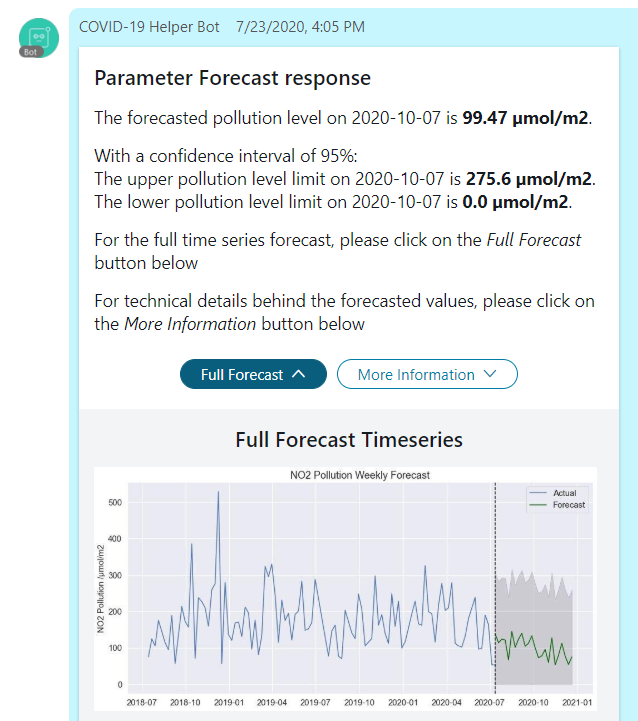 COVID-19 Helper Bot 7/23/2020, 4:05 PM
Bot
Parameter Forecast response
The forecasted pollution level on 2020-10-07 is 99.47 µmol/m2.
With a confidence interval of 95%:
The upper pollution level limit on 2020-10-07 is 275.6 µmol/m2.
The lower pollution level limit on 2020-10-07 is 0.0 µmol/m2.
For the full time series forecast, please click on the Full Forecast
button below
For technical details behind the forecasted values, please click on
the More Information button below
Full Forecast
More Information
Full Forecast Timeseries
NO2 Pollution Weekly Forecast
Actual
Forecast
NO2 Pollution /µmol/m2
500
400
300
200
100
0
2018-07 2018-10 2019-01 2019-04 2019-07 2019-10 2020-01 2020-04 2020-07 2020-10 2021-01